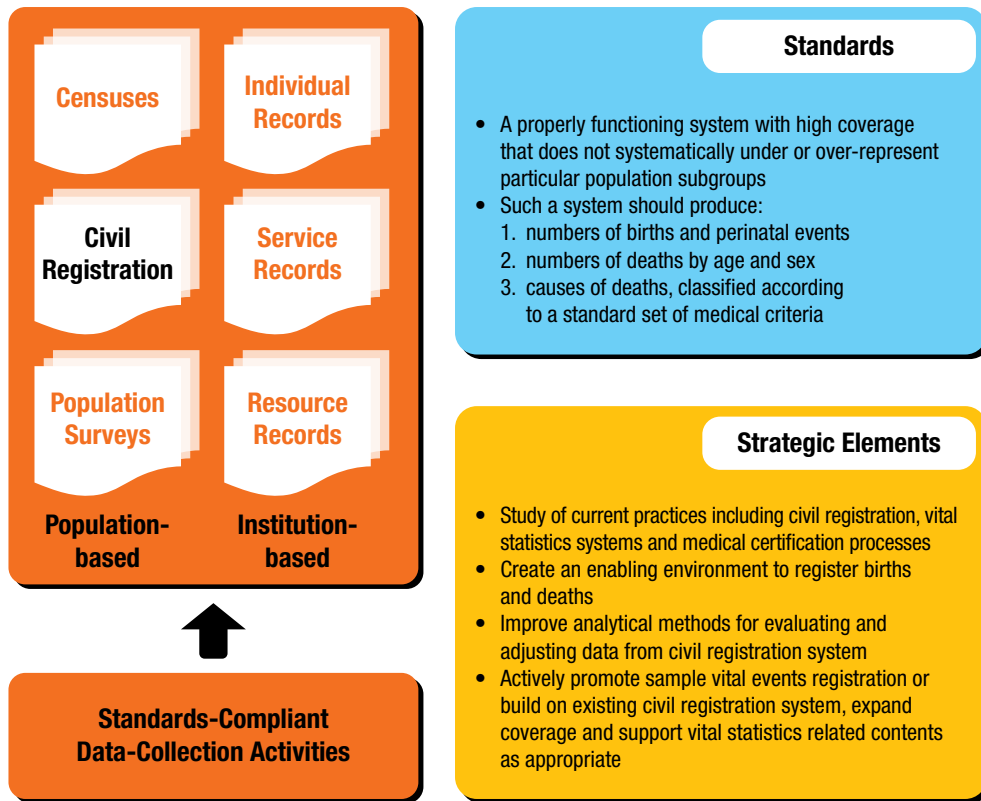 Censuses
Individual
Records
Civil
Registration
Service
Records
Population
Surveys
Resource
Records
Population-
based
Institution-
based
Standards-Compliant
Data-Collection Activities
Standards
• A properly functioning system with high coverage
that does not systematically under or over-represent
particular population subgroups
• Such a system should produce:
1. numbers of births and perinatal events
2. numbers of deaths by age and sex
3. causes of deaths, classified according
to a standard set of medical criteria
Strategic Elements
• Study of current practices including civil registration, vital
statistics systems and medical certification processes
• Create an enabling environment to register births
and deaths
• Improve analytical methods for evaluating and
adjusting data from civil registration system
• Actively promote sample vital events registration or
build on existing civil registration system, expand
coverage and support vital statistics related contents
as appropriate